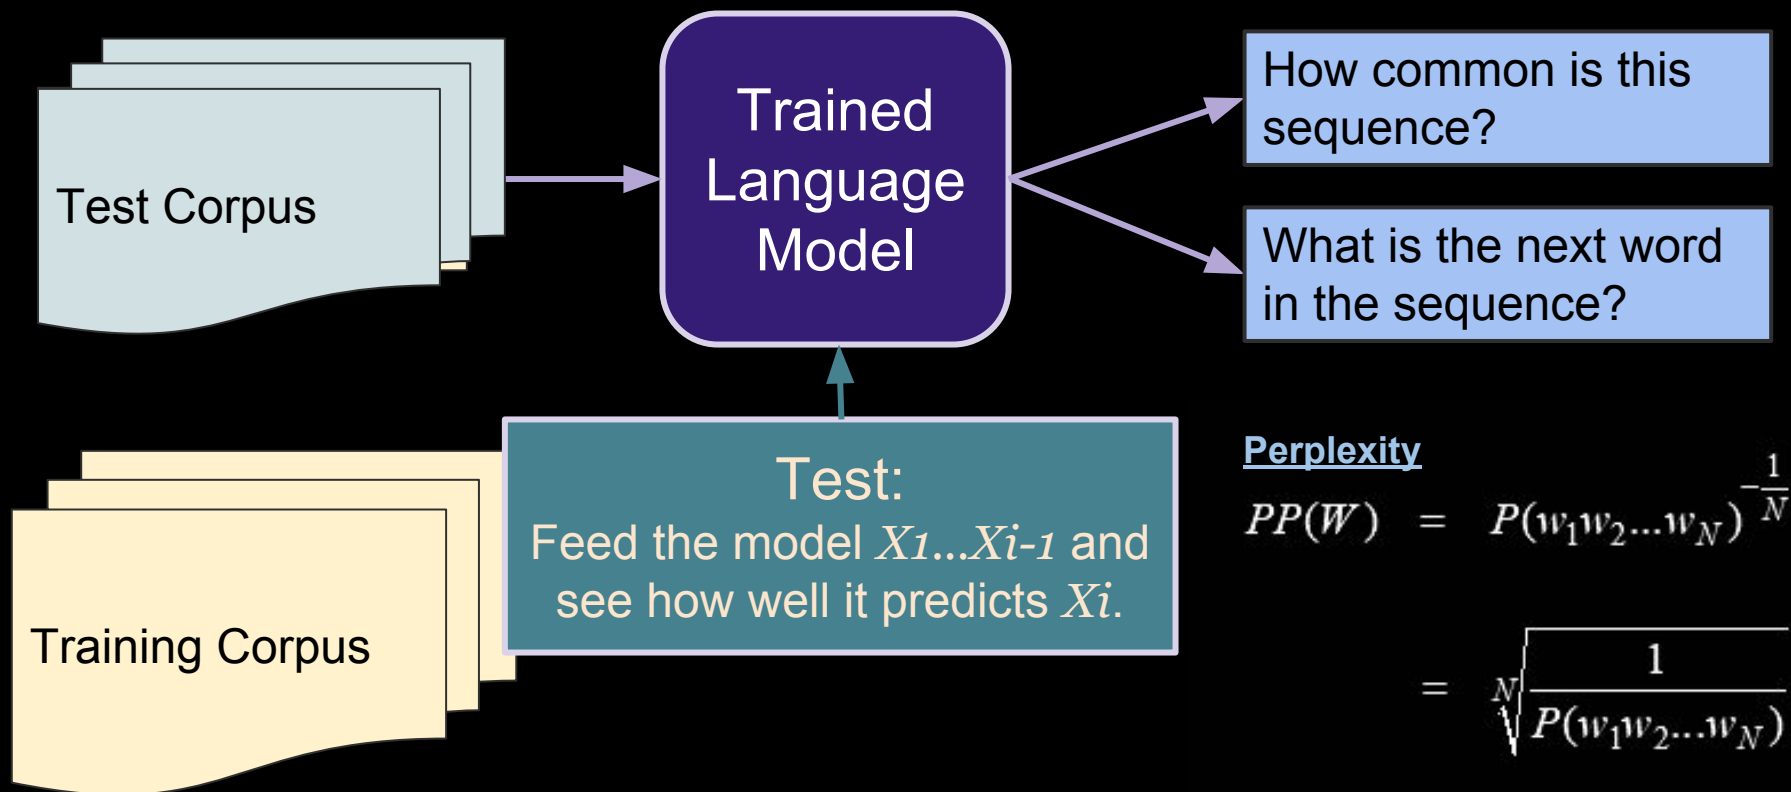 Test Corpus
Trained
Language
Model
How common is this
sequence?
What is the next word
in the sequence?
Training Corpus
Test:
Feed the model X1...Xi-1 and
see how well it predicts Xi.
Perplexity
PP(W) = P(w₁w₂...w_N)^(-1/N)
= ᴺ√(1/P(w₁w₂...w_N))